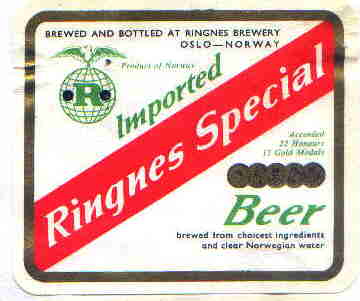 BREWED AND BOTTLED AT RINGNES BREWERY
OSLO—NORWAY
Product of Norway
R
Imported
Ringnes Special
Accorded
22 Honours
12 Gold Medals
Beer
brewed from choicest ingredients
and clear Norwegian water